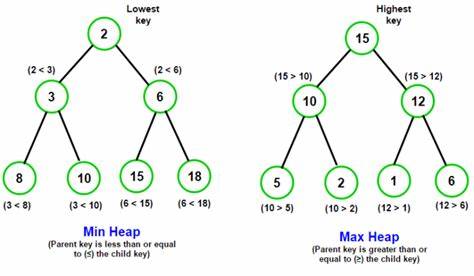 Lowest
key
2
(2 < 3)
(2 < 6)
3
6
8
10
15
18
(3 < 8)
(3 < 10)
(6 < 15)
(6 < 18)
Min Heap
(Parent key is less than or equal
to (≤) the child key)
Highest
key
15
(15 > 10)
(15 > 12)
10
12
5
2
1
6
(10 > 5)
(10 > 2)
(12 > 1)
(12 > 6)
Max Heap
(Parent key is greater than or
equal to (≥) the child key)